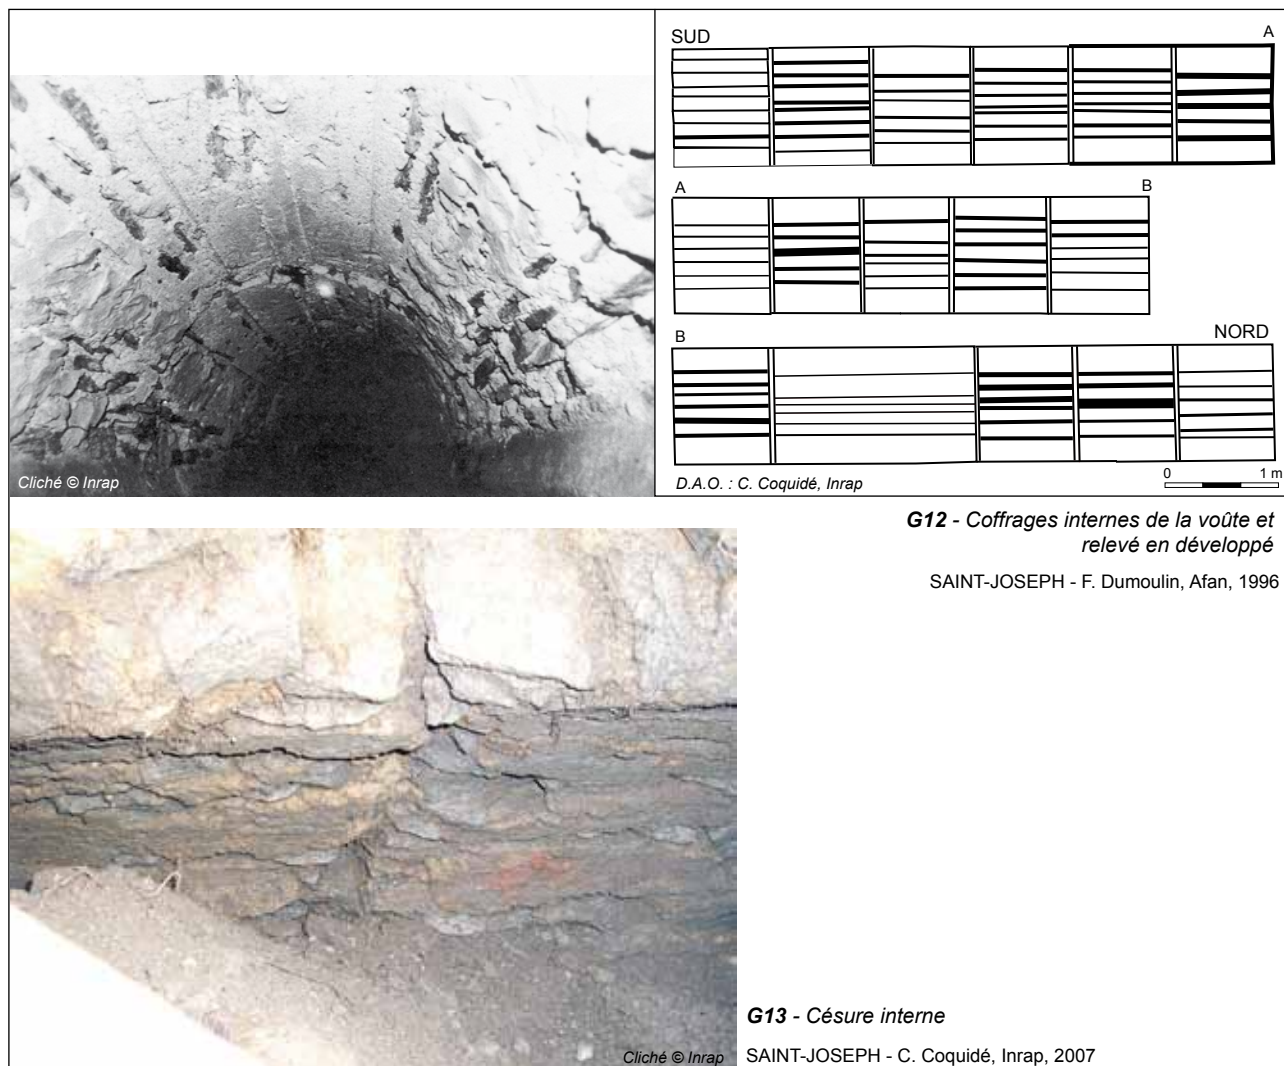 SUD
A
A
B
B
NORD
Cliché © Inrap
D.A.O. : C. Coquidé, Inrap
0
1 m
G12 - Coffrages internes de la voûte et
relevé en développé
SAINT-JOSEPH - F. Dumoulin, Afan, 1996
G13 - Césure interne
Cliché © Inrap
SAINT-JOSEPH - C. Coquidé, Inrap, 2007